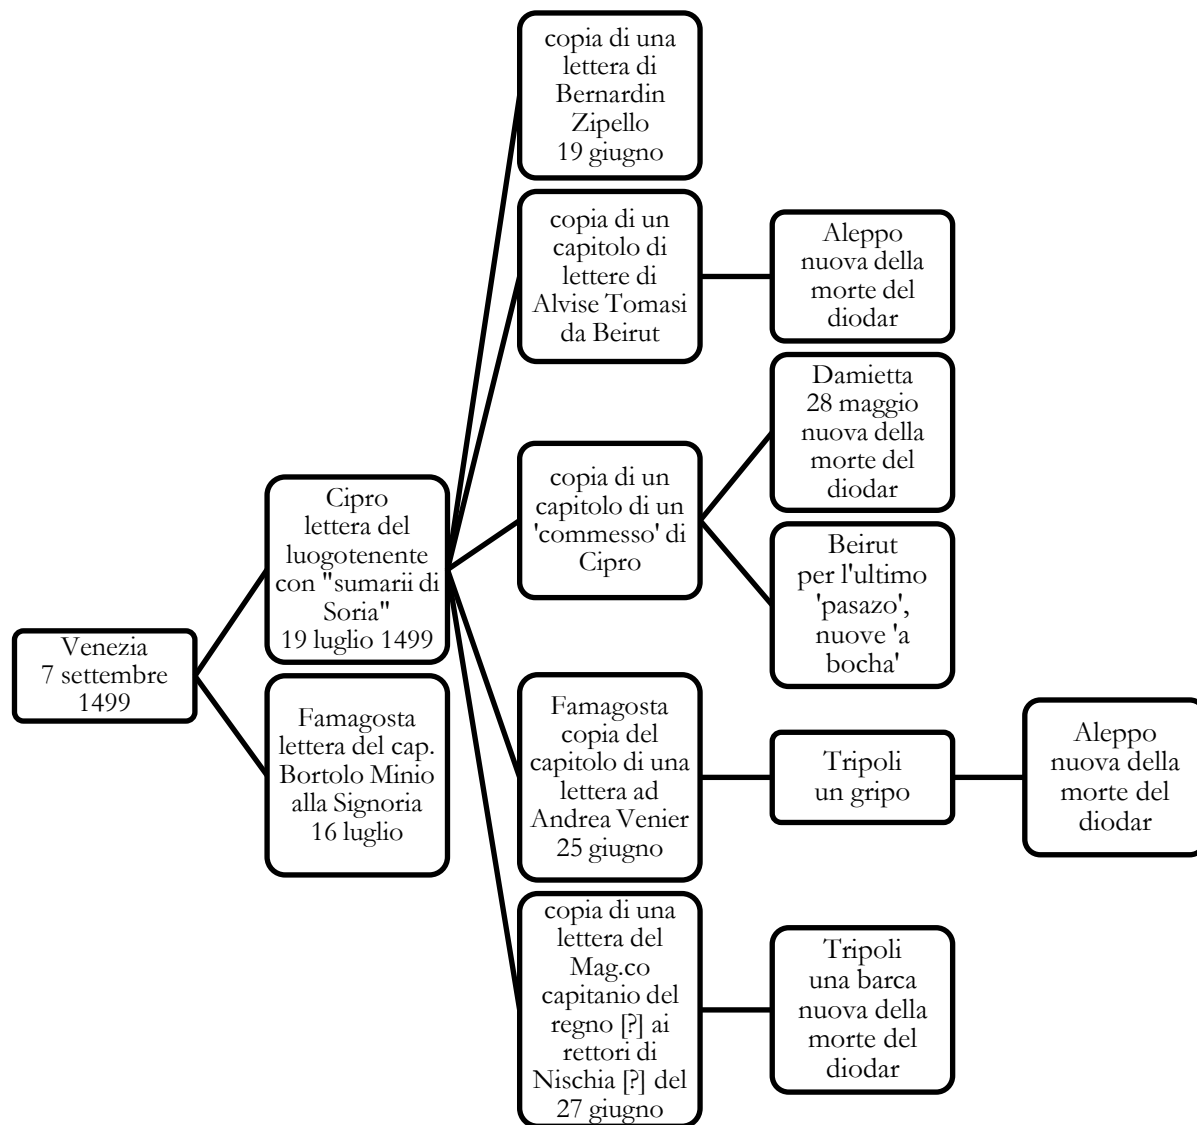 Venezia
7 settembre
1499
Cipro
lettera del
luogotenente
con "sumarii di
Soria"
19 luglio 1499
Famagosta
lettera del cap.
Bortolo Minio
alla Signoria
16 luglio
copia di una
lettera di
Bernardin
Zipello
19 giugno
copia di un
capitolo di
lettere di
Alvise Tomasi
da Beirut
Aleppo
nuova della
morte del
diodar
copia di un
capitolo di un
'commesso' di
Cipro
Damietta
28 maggio
nuova della
morte del
diodar
Beirut
per l'ultimo
'pasazo',
nuove 'a
bocha'
Famagosta
copia del
capitolo di una
lettera ad
Andrea Venier
25 giugno
Tripoli
un gripo
Aleppo
nuova della
morte del
diodar
copia di una
lettera del
Mag.co
capitanio del
regno [?] ai
rettori di
Nischia [?] del
27 giugno
Tripoli
una barca
nuova della
morte del
diodar